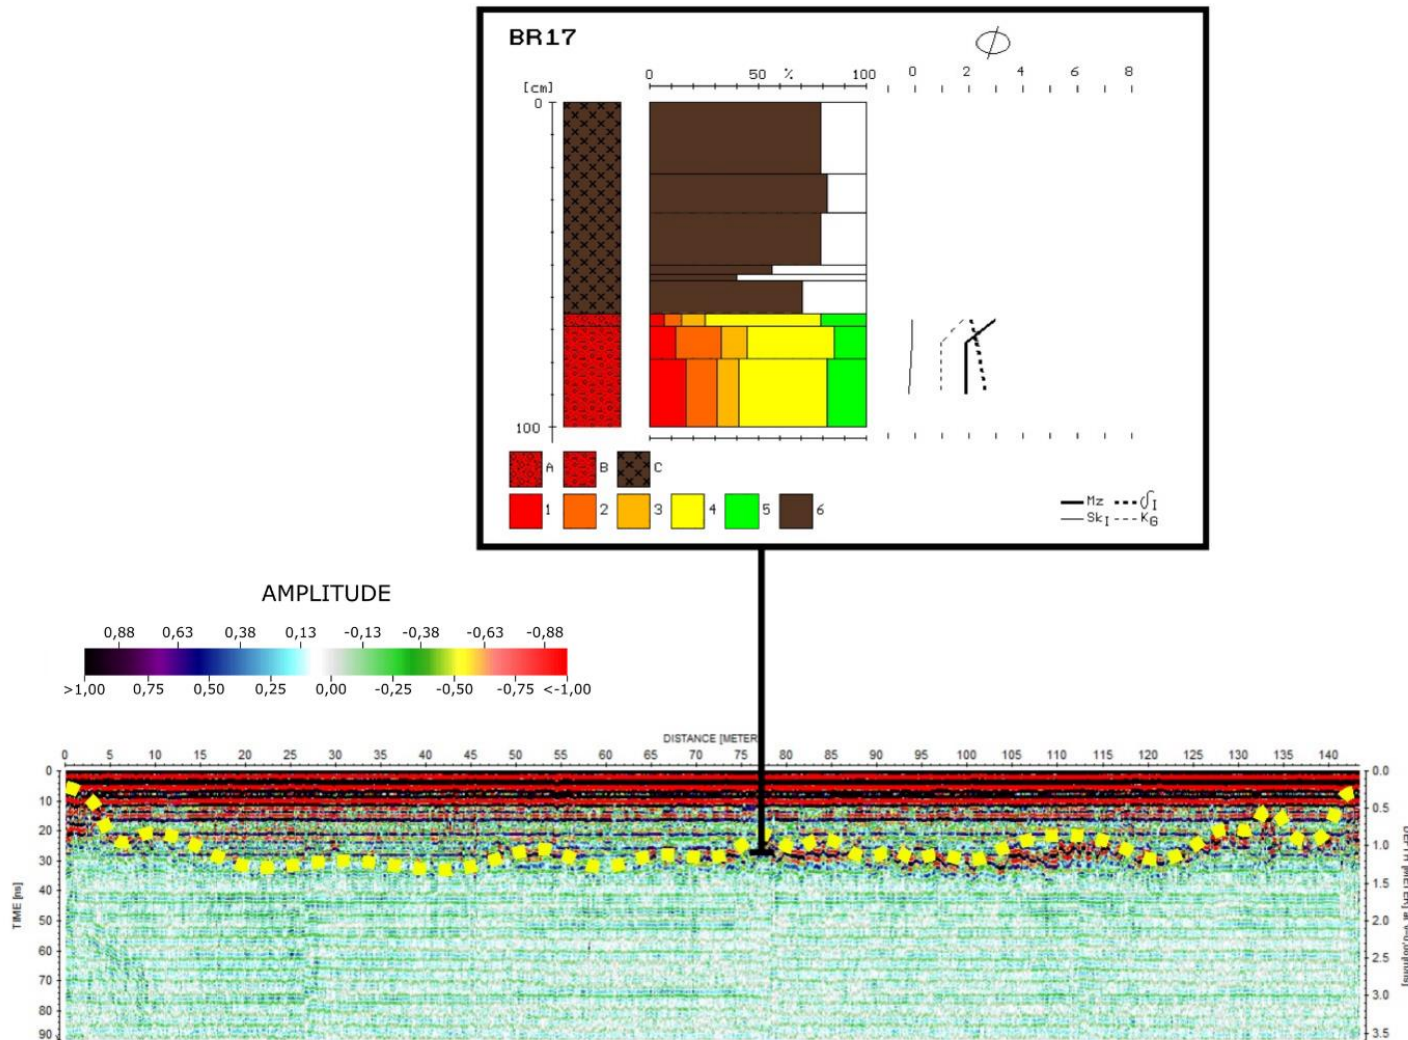 BR17
ϕ
0 50 % 100 0 2 4 6 8
[cm]
0
100
A B C
1 2 3 4 5 6
Mz σI
SkI KG
AMPLITUDE
0,88 0,63 0,38 0,13 -0,13 -0,38 -0,63 -0,88
>1,00 0,75 0,50 0,25 0,00 -0,25 -0,50 -0,75 <-1,00
DISTANCE [METER]
0 5 10 15 20 25 30 35 40 45 50 55 60 65 70 75 80 85 90 95 100 105 110 115 120 125 130 135 140
0 10 20 30 40 50 60 70 80 90
TIME [ns]
0.0 0.5 1.0 1.5 2.0 2.5 3.0 3.5